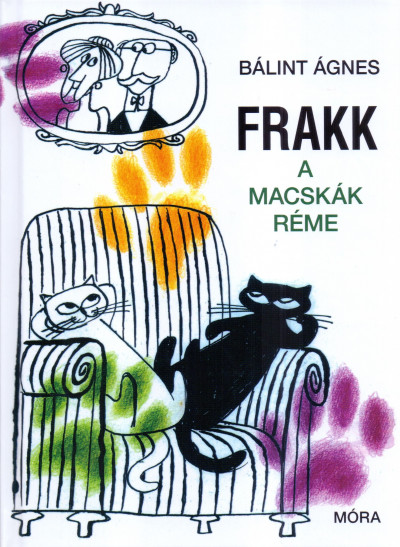 BÁLINT ÁGNES
FRAKK
A
MACSKÁK
RÉME
MÓRA